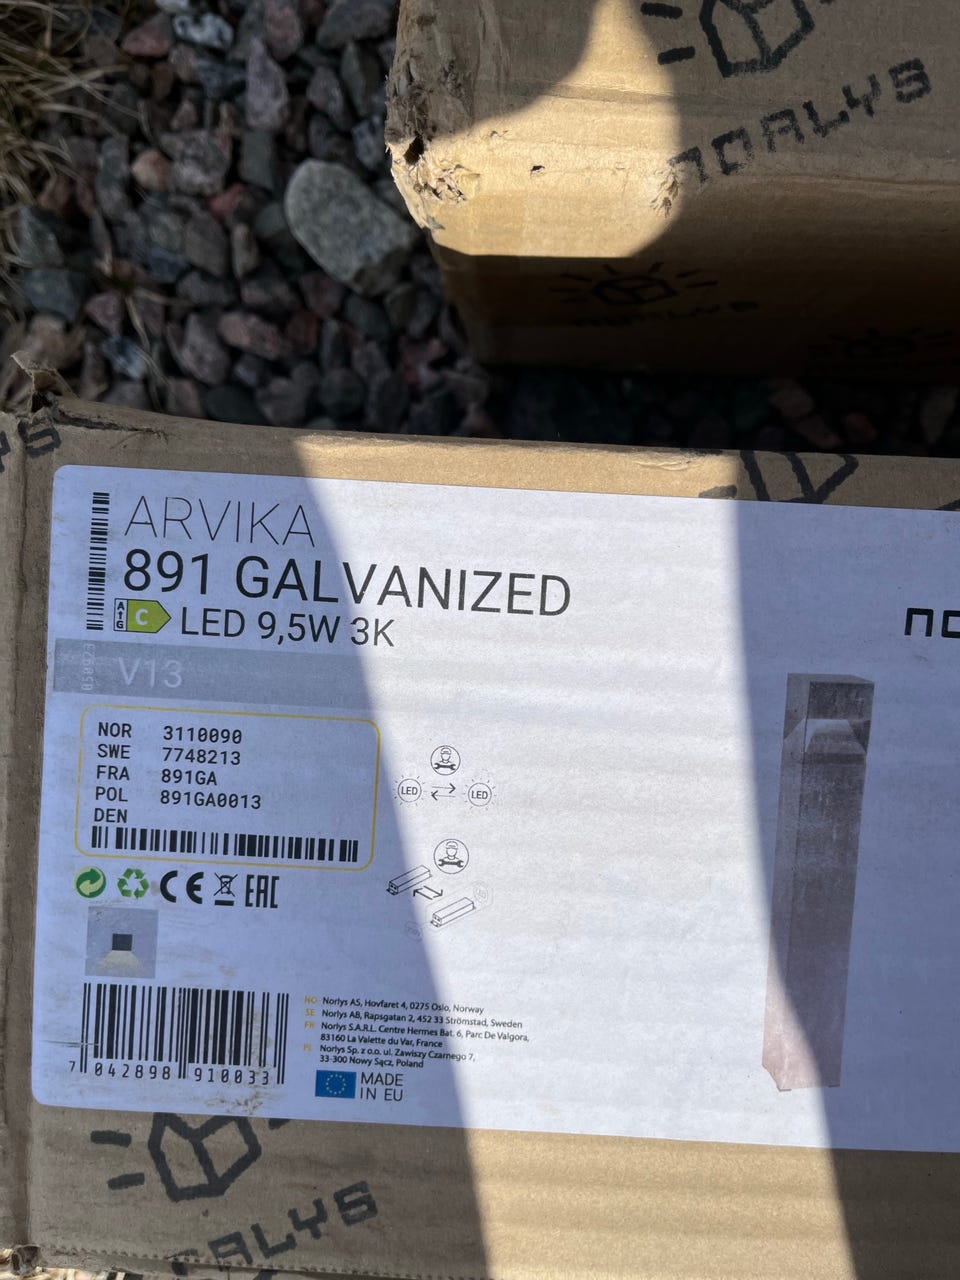 NORLYS
NORLYS
ARVIKA
891 GALVANIZED
A
G
C
LED 9,5W 3K
V13
050923
NOR 3110090
SWE 7748213
FRA 891GA
POL 891GA0013
DEN
LED
LED
CE EAC
7 042898 910033
NO Norlys AS, Hovfaret 4, 0275 Oslo, Norway
SE Norlys AB, Rapsgatan 2, 452 33 Strömstad, Sweden
FR Norlys S.A.R.L. Centre Hermes Bat. 6, Parc De Valgora,
83160 La Valette du Var, France
PL Norlys Sp. z o.o. ul. Zawiszy Czarnego 7,
33-300 Nowy Sącz, Poland
MADE
IN EU
NORLYS